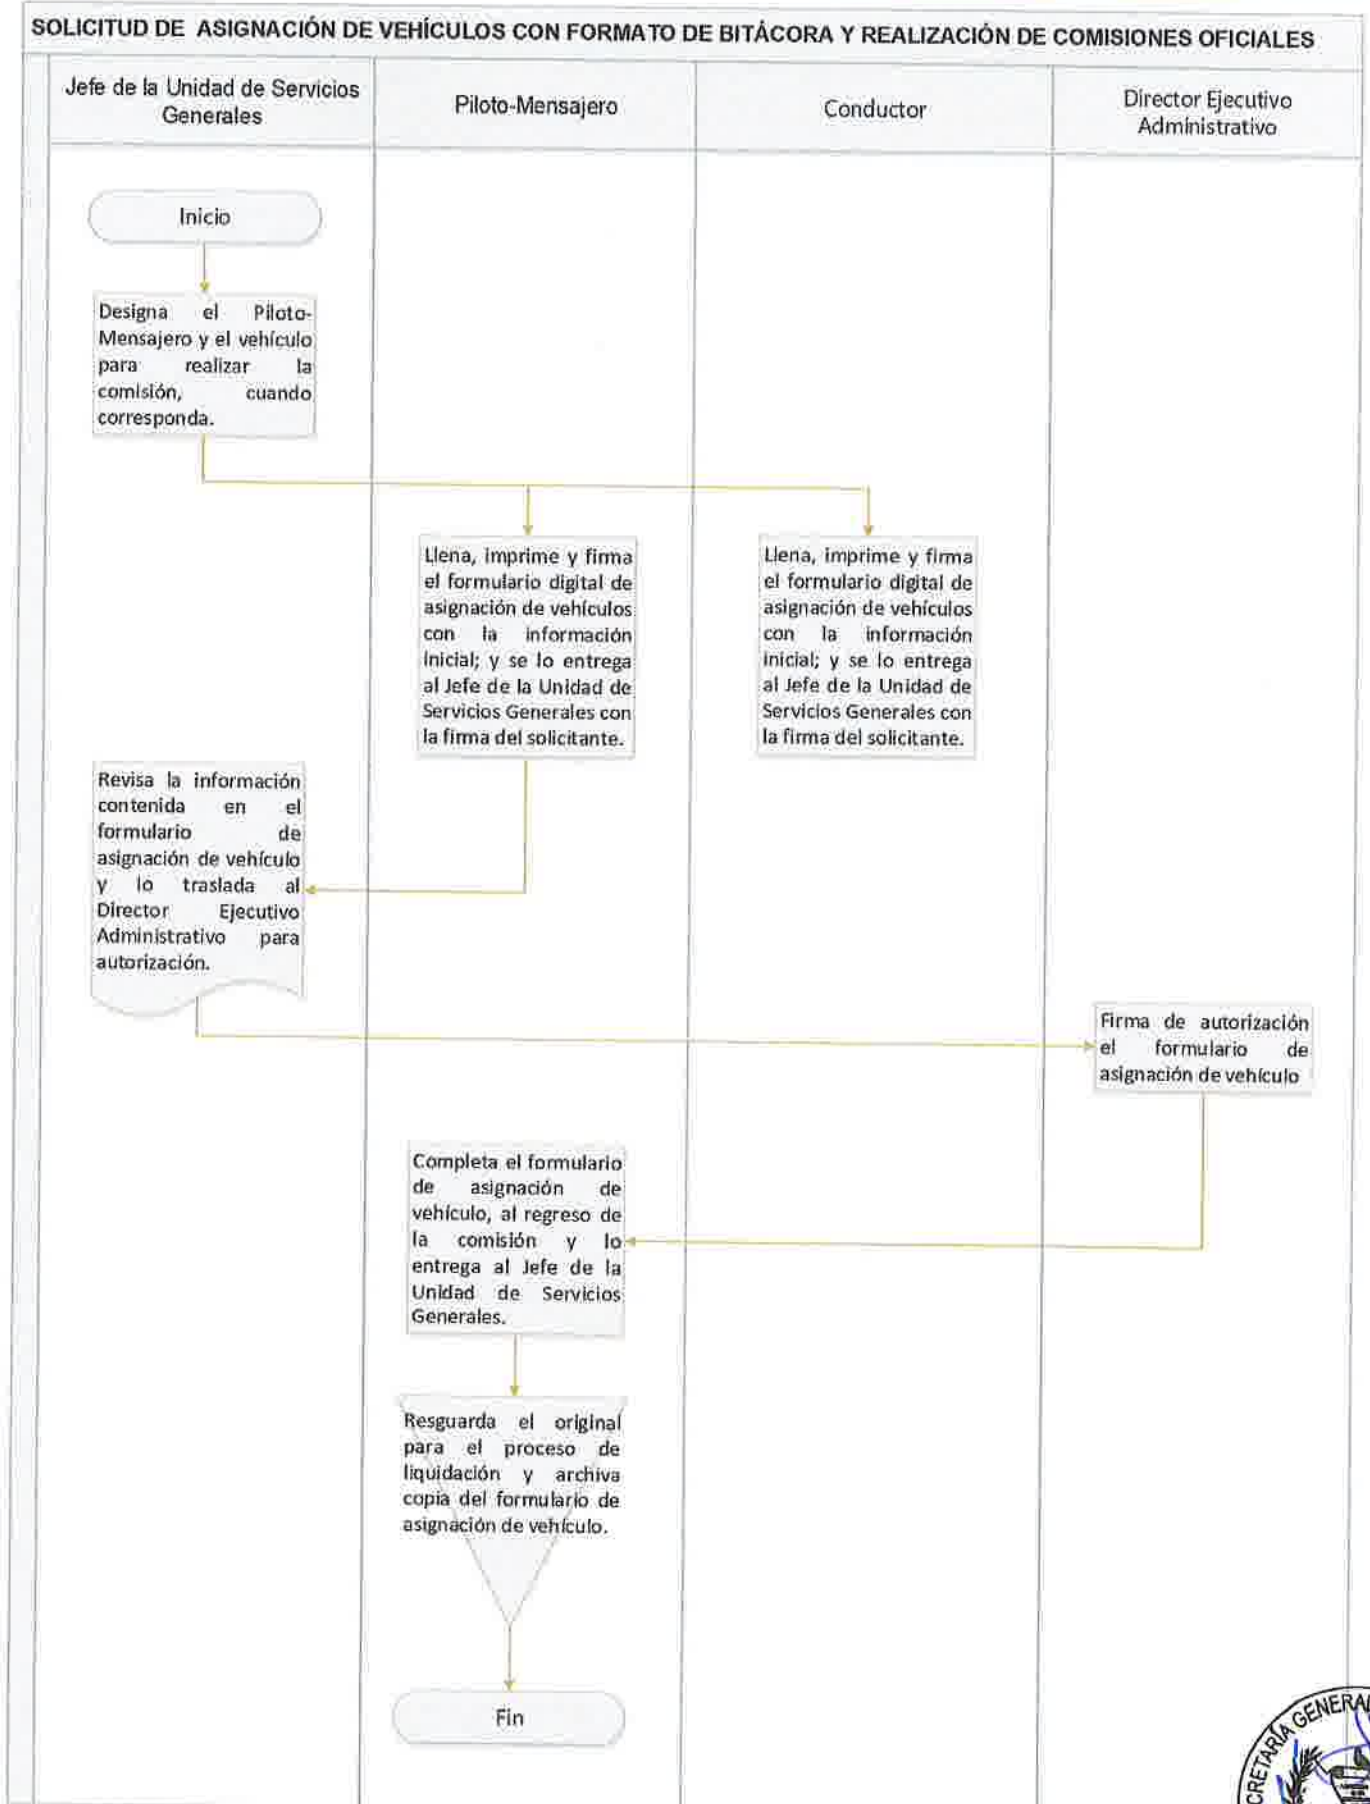 SOLICITUD DE ASIGNACIÓN DE VEHÍCULOS CON FORMATO DE BITÁCORA Y REALIZACIÓN DE COMISIONES OFICIALES
Jefe de la Unidad de Servicios
Generales
Piloto-Mensajero
Conductor
Director Ejecutivo
Administrativo
Inicio
Designa el Piloto-
Mensajero y el vehículo
para realizar la
comisión, cuando
corresponda.
Llena, imprime y firma
el formulario digital de
asignación de vehículos
con la información
inicial; y se lo entrega
al Jefe de la Unidad de
Servicios Generales con
la firma del solicitante.
Llena, imprime y firma
el formulario digital de
asignación de vehículos
con la información
inicial; y se lo entrega
al Jefe de la Unidad de
Servicios Generales con
la firma del solicitante.
Revisa la información
contenida en el
formulario de
asignación de vehículo
y lo traslada al
Director Ejecutivo
Administrativo para
autorización.
Firma de autorización
el formulario de
asignación de vehículo
Completa el formulario
de asignación de
vehículo, al regreso de
la comisión y lo
entrega al Jefe de la
Unidad de Servicios
Generales.
Resguarda el original
para el proceso de
liquidación y archiva
copia del formulario de
asignación de vehículo.
Fin
CRETARÍA GENERA